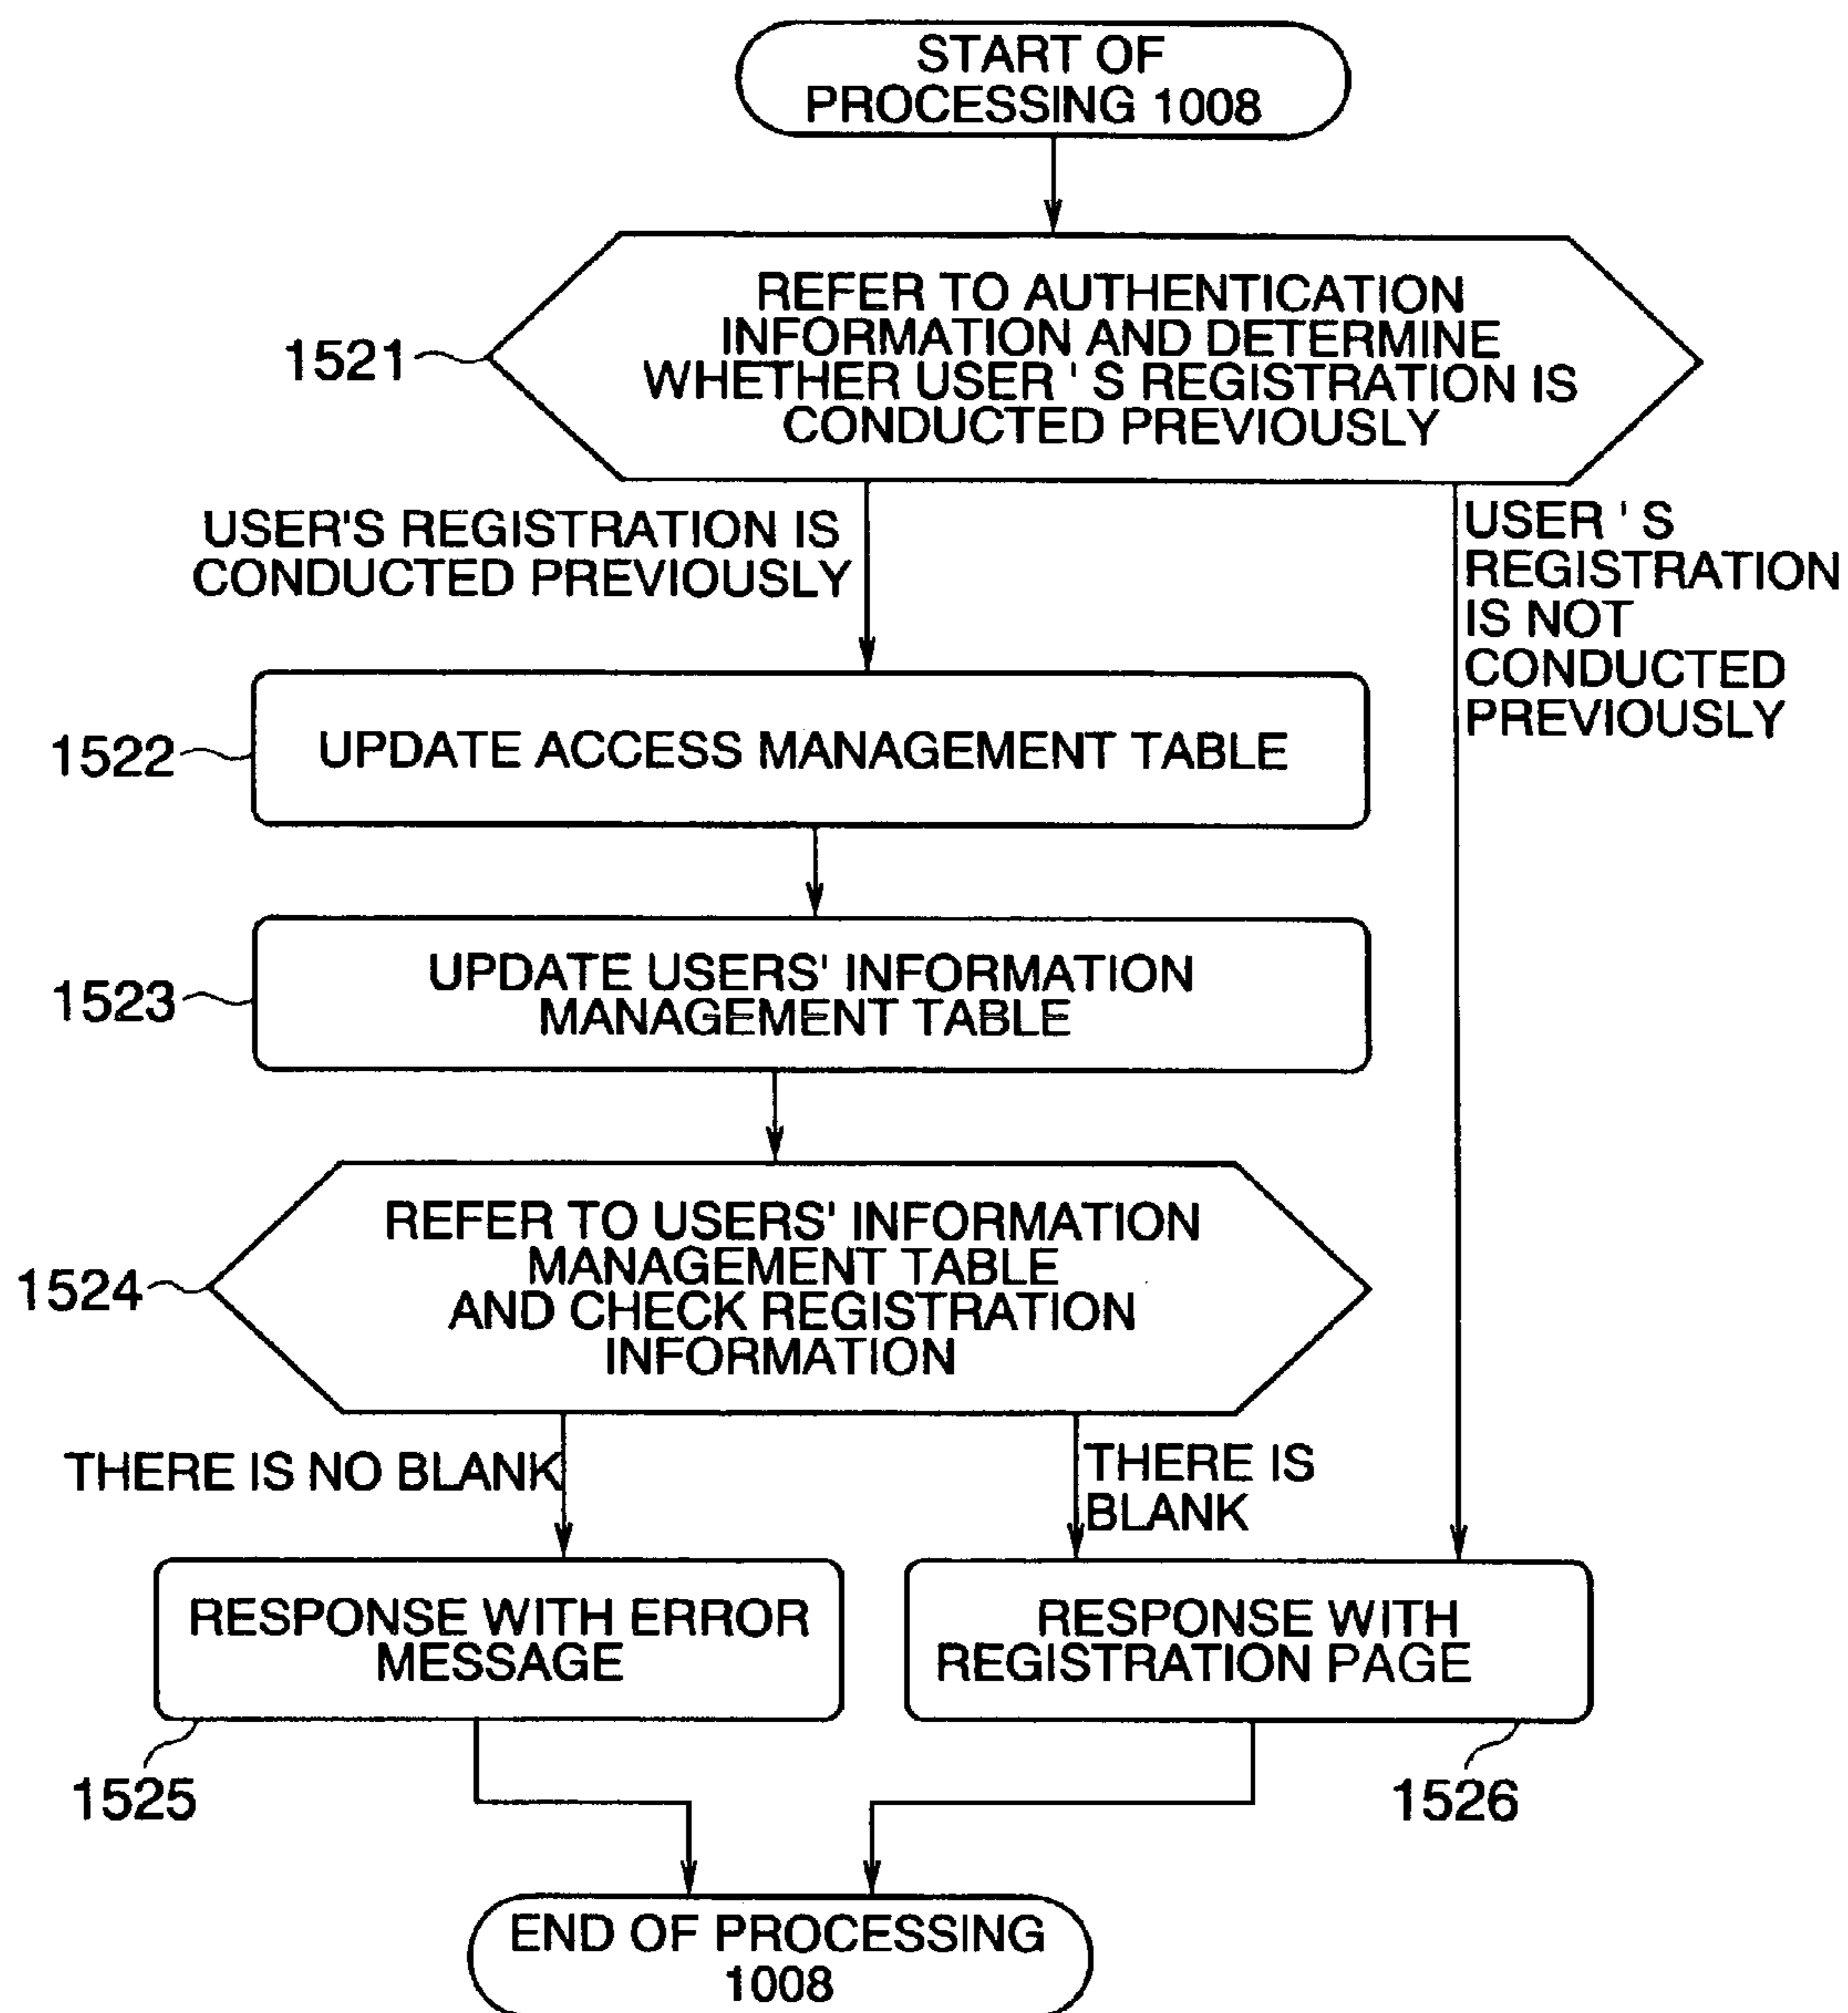 START OF
PROCESSING 1008
REFER TO AUTHENTICATION
INFORMATION AND DETERMINE
WHETHER USER ' S REGISTRATION IS
CONDUCTED PREVIOUSLY
1521
USER'S REGISTRATION IS
CONDUCTED PREVIOUSLY
USER ' S
REGISTRATION
IS NOT
CONDUCTED
PREVIOUSLY
1522
UPDATE ACCESS MANAGEMENT TABLE
1523
UPDATE USERS' INFORMATION
MANAGEMENT TABLE
1524
REFER TO USERS' INFORMATION
MANAGEMENT TABLE
AND CHECK REGISTRATION
INFORMATION
THERE IS NO BLANK
THERE IS
BLANK
RESPONSE WITH ERROR
MESSAGE
RESPONSE WITH
REGISTRATION PAGE
1525
1526
END OF PROCESSING
1008